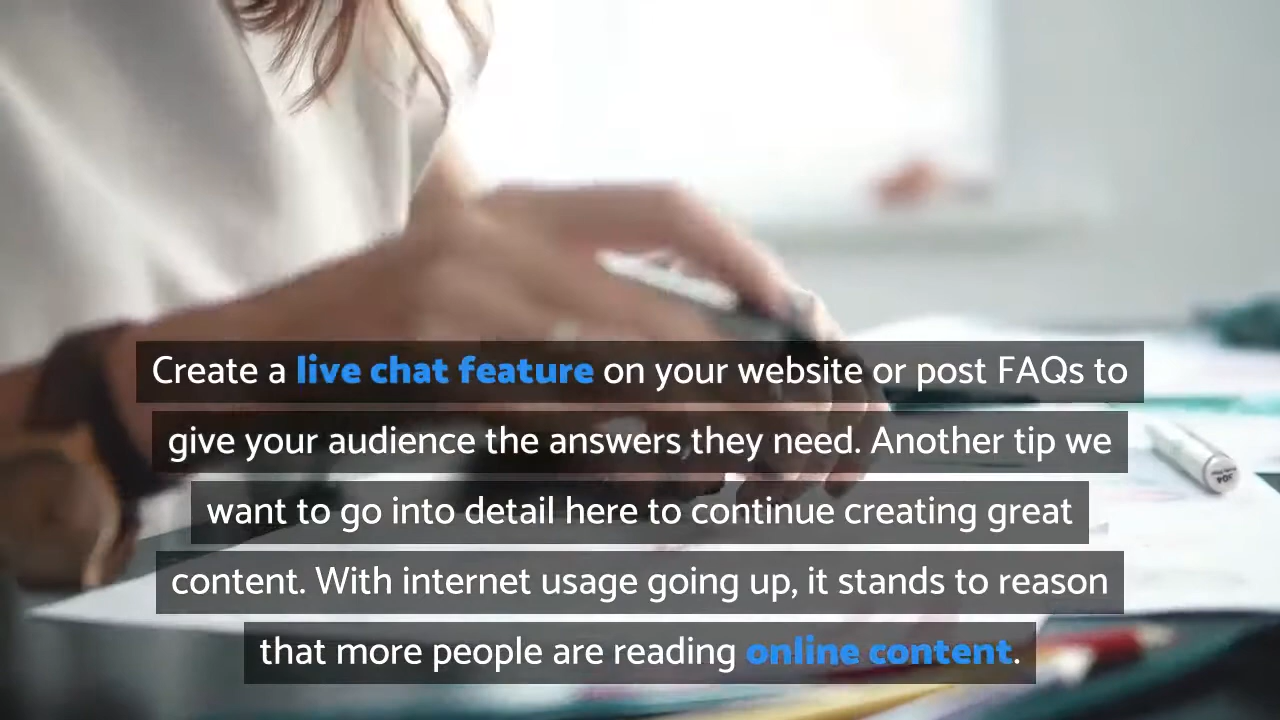 Create a live chat feature on your website or post FAQs to
give your audience the answers they need. Another tip we
want to go into detail here to continue creating great
content. With internet usage going up, it stands to reason
that more people are reading online content.